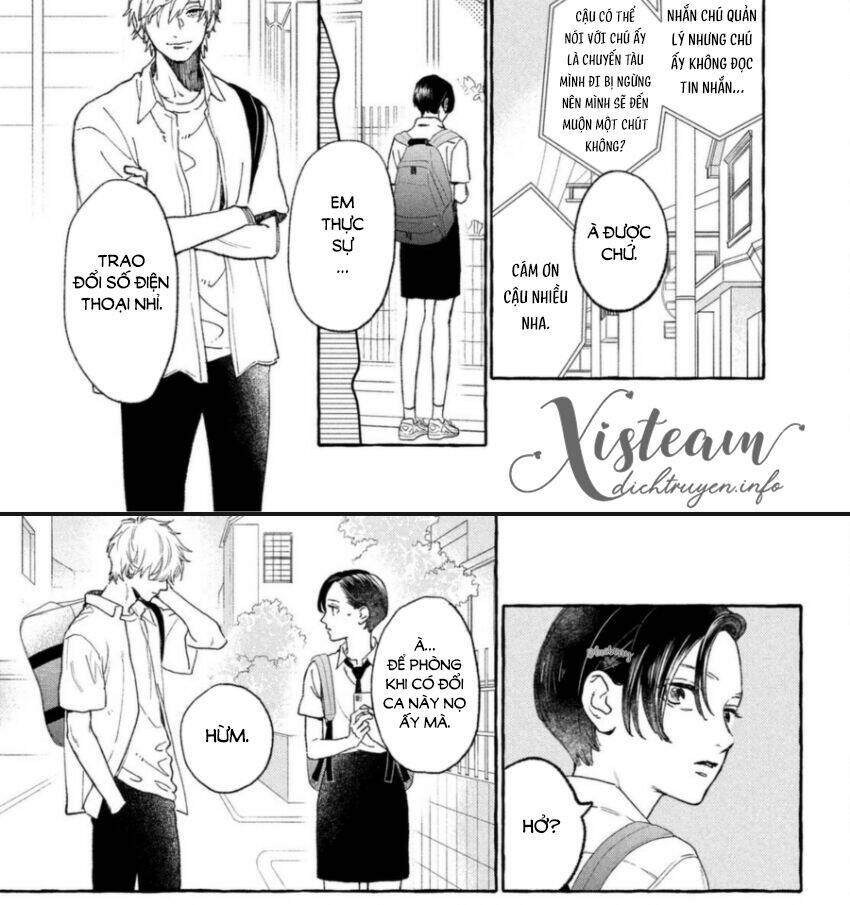 NHẮN CHÚ QUẢN
LÝ NHƯNG CHÚ
ẤY KHÔNG ĐỌC
TIN NHẮN...
CẬU CÓ THỂ
NÓI VỚI CHÚ ẤY
LÀ CHUYẾN TÀU
MÌNH ĐI BỊ NGỪNG
NÊN MÌNH SẼ ĐẾN
MUỘN MỘT CHÚT
KHÔNG?
À ĐƯỢC
CHỨ.
CÁM ƠN
CẬU NHIỀU
NHA.
EM
THỰC
SỰ
...
TRAO
ĐỔI SỐ ĐIỆN
THOẠI NHỈ.
Xisteam
dichtruyen.info
HỞ?
À...
ĐỂ PHÒNG
KHI CÓ ĐỔI
CA NÀY NỌ
ẤY MÀ.
HỪM.